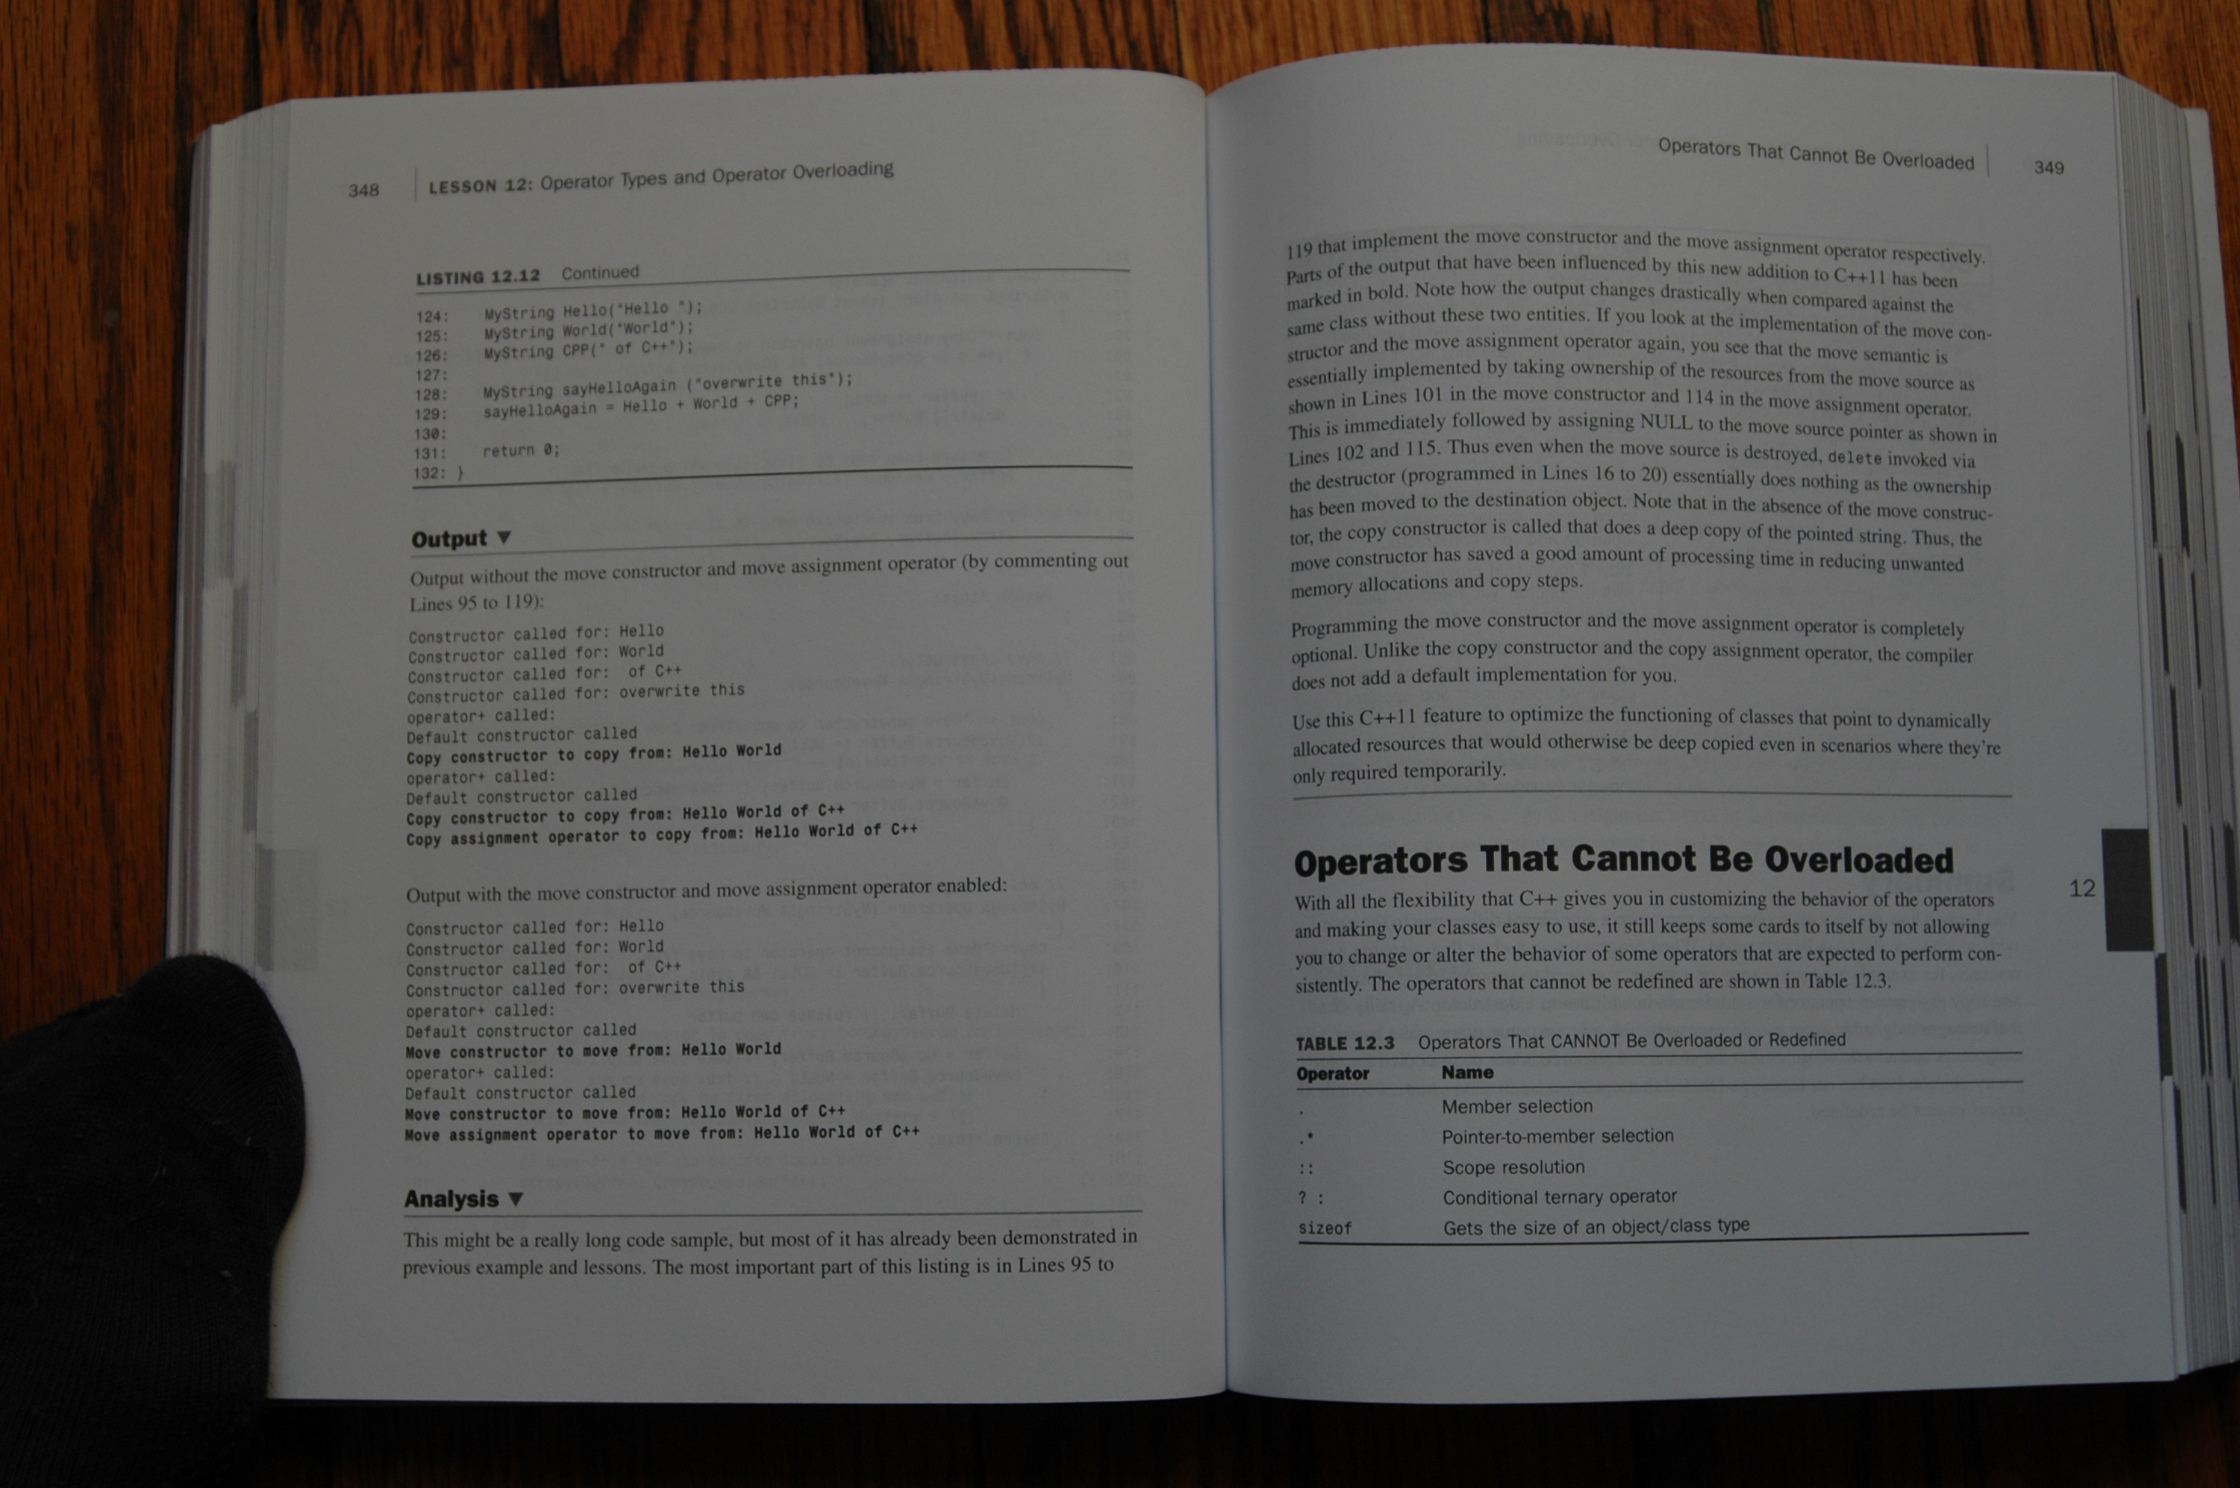 348 LESSON 12: Operator Types and Operator Overloading
LISTING 12.12 Continued
124: MyString Hello("Hello ");
125: MyString World("World");
126: MyString CPP(" of C++");
127:
128: MyString sayHelloAgain ("overwrite this");
129: sayHelloAgain = Hello + World + CPP;
130:
131: return 0;
132: }
Output ▼
Output without the move constructor and move assignment operator (by commenting out
Lines 95 to 119):
Constructor called for: Hello
Constructor called for: World
Constructor called for:  of C++
Constructor called for: overwrite this
operator+ called:
Default constructor called
Copy constructor to copy from: Hello World
operator+ called:
Default constructor called
Copy constructor to copy from: Hello World of C++
Copy assignment operator to copy from: Hello World of C++
Output with the move constructor and move assignment operator enabled:
Constructor called for: Hello
Constructor called for: World
Constructor called for:  of C++
Constructor called for: overwrite this
operator+ called:
Default constructor called
Move constructor to move from: Hello World
operator+ called:
Default constructor called
Move constructor to move from: Hello World of C++
Move assignment operator to move from: Hello World of C++
Analysis ▼
This might be a really long code sample, but most of it has already been demonstrated in
previous example and lessons. The most important part of this listing is in Lines 95 to
Operators That Cannot Be Overloaded 349
119 that implement the move constructor and the move assignment operator respectively.
Parts of the output that have been influenced by this new addition to C++11 has been
marked in bold. Note how the output changes drastically when compared against the
same class without these two entities. If you look at the implementation of the move con-
structor and the move assignment operator again, you see that the move semantic is
essentially implemented by taking ownership of the resources from the move source as
shown in Lines 101 in the move constructor and 114 in the move assignment operator.
This is immediately followed by assigning NULL to the move source pointer as shown in
Lines 102 and 115. Thus even when the move source is destroyed, delete invoked via
the destructor (programmed in Lines 16 to 20) essentially does nothing as the ownership
has been moved to the destination object. Note that in the absence of the move construc-
tor, the copy constructor is called that does a deep copy of the pointed string. Thus, the
move constructor has saved a good amount of processing time in reducing unwanted
memory allocations and copy steps.
Programming the move constructor and the move assignment operator is completely
optional. Unlike the copy constructor and the copy assignment operator, the compiler
does not add a default implementation for you.
Use this C++11 feature to optimize the functioning of classes that point to dynamically
allocated resources that would otherwise be deep copied even in scenarios where they're
only required temporarily.
Operators That Cannot Be Overloaded
12
With all the flexibility that C++ gives you in customizing the behavior of the operators
and making your classes easy to use, it still keeps some cards to itself by not allowing
you to change or alter the behavior of some operators that are expected to perform con-
sistently. The operators that cannot be redefined are shown in Table 12.3.
TABLE 12.3 Operators That CANNOT Be Overloaded or Redefined
Operator Name
. Member selection
.* Pointer-to-member selection
:: Scope resolution
? : Conditional ternary operator
sizeof Gets the size of an object/class type